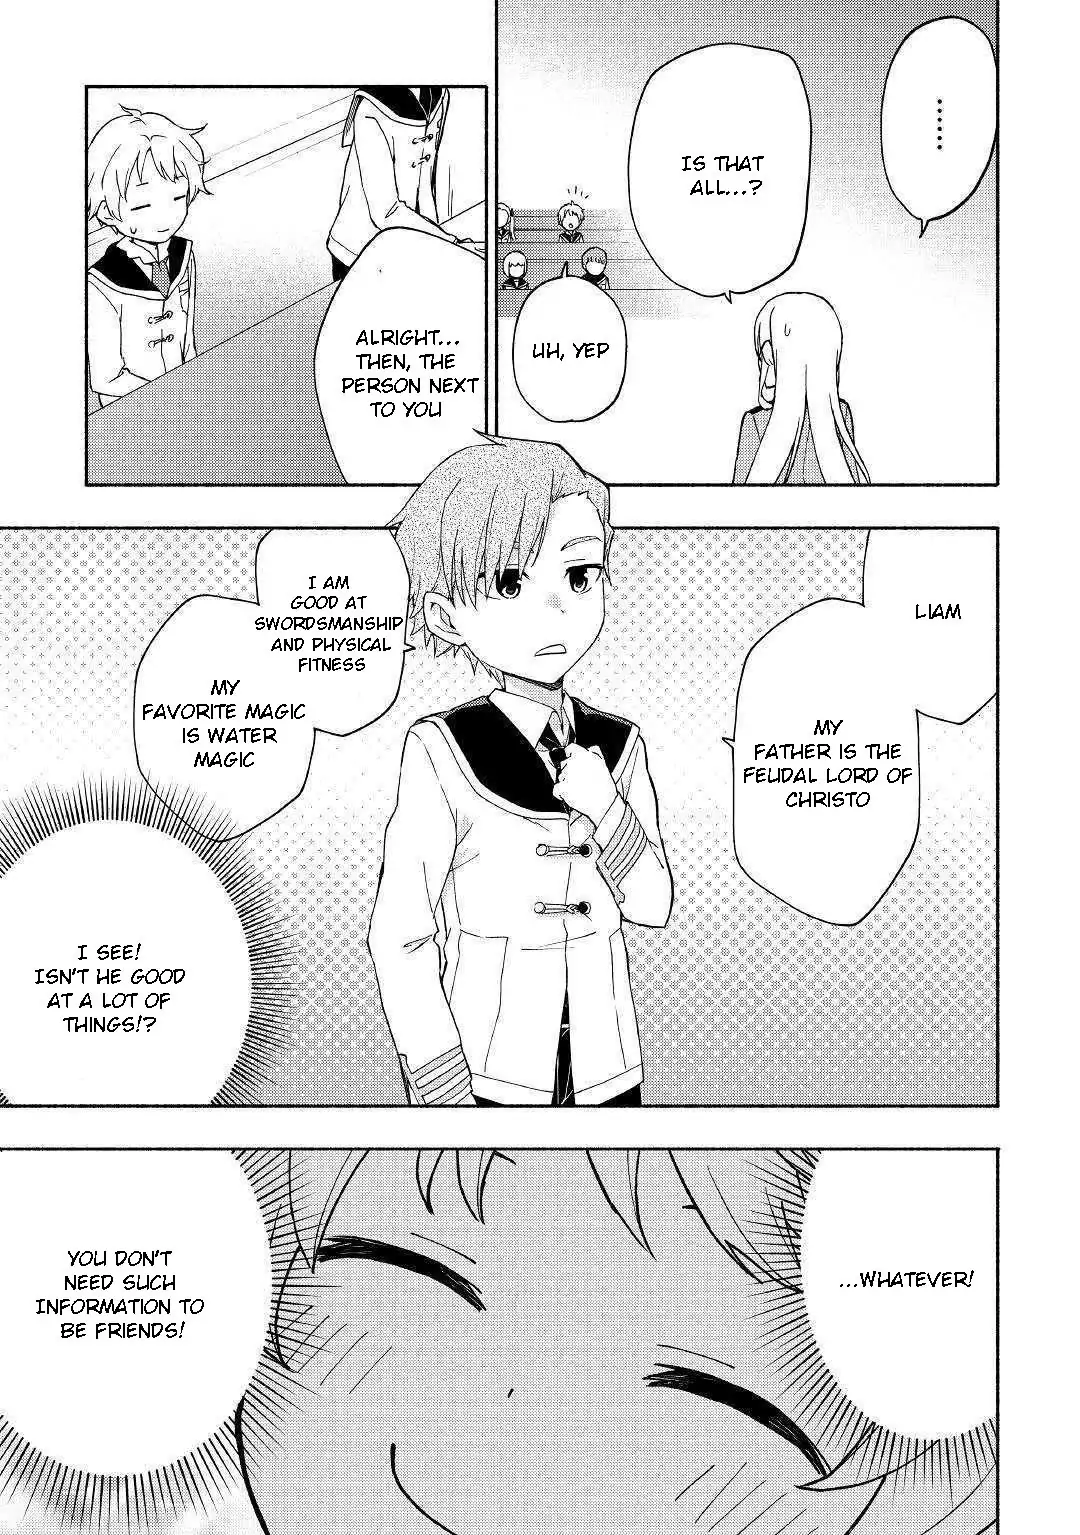 ………
IS THAT
ALL...?
UH, YEP
ALRIGHT...
THEN, THE
PERSON NEXT
TO YOU
LIAM
MY
FATHER IS THE
FEUDAL LORD OF
CHRISTO
I AM
GOOD AT
SWORDSMANSHIP
AND PHYSICAL
FITNESS
MY
FAVORITE MAGIC
IS WATER
MAGIC
I SEE!
ISN'T HE GOOD
AT A LOT OF
THINGS!?
...WHATEVER!
YOU DON'T
NEED SUCH
INFORMATION TO
BE FRIENDS!